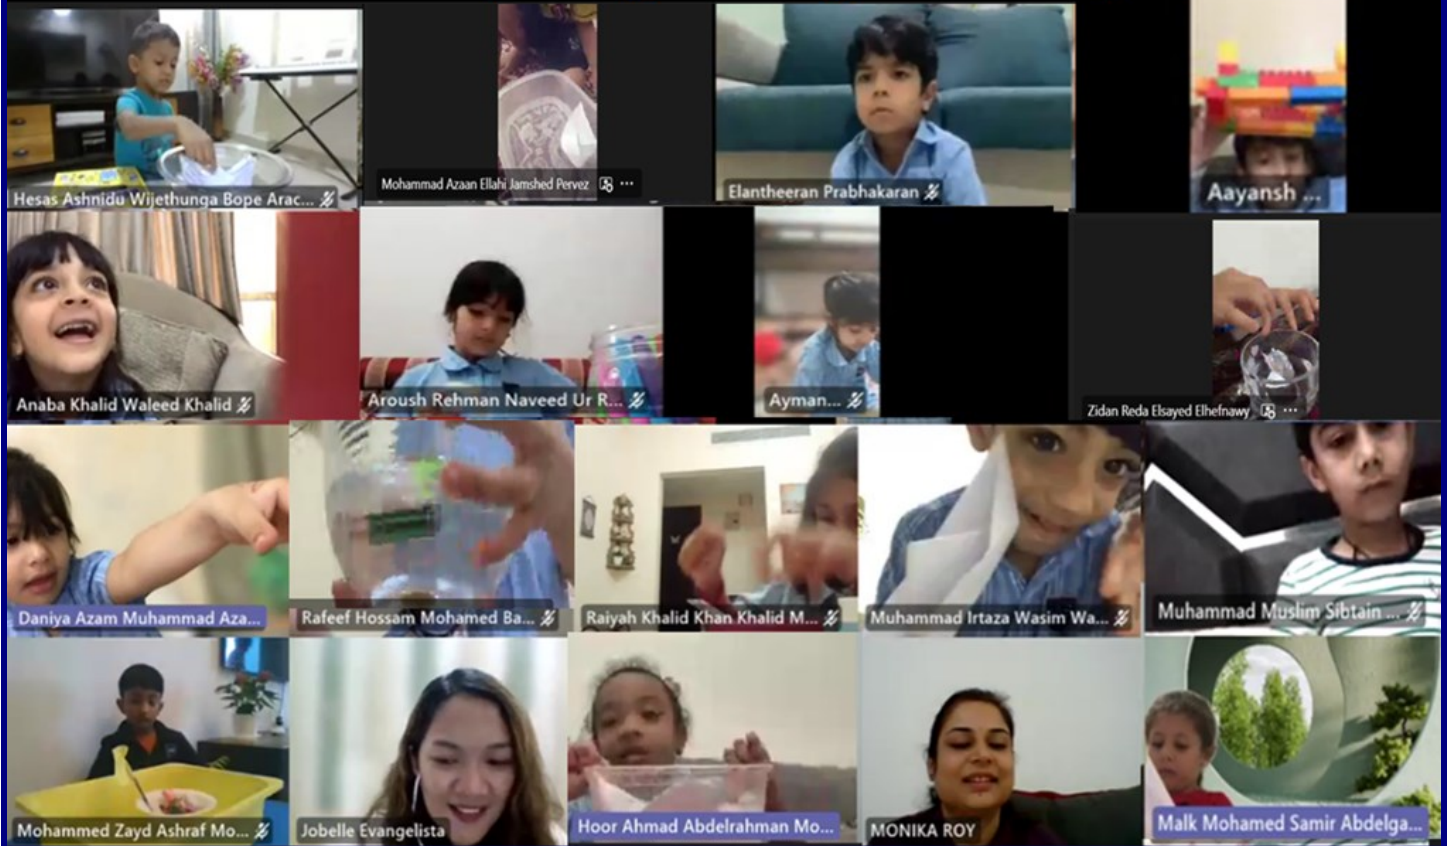 Hesas Ashnidu Wijethunga Bope Arac...
Mohammad Azaan Ellahi Jamshed Pervez ...
Elantheeran Prabhakaran
Aayansh ...
Anaba Khalid Waleed Khalid
Aroush Rehman Naveed Ur R...
Ayman...
Zidan Reda Elsayed Elhefnawy ...
Daniya Azam Muhammad Aza...
Rafeef Hossam Mohamed Ba...
Raiyah Khalid Khan Khalid M...
Muhammad Irtaza Wasim Wa...
Muhammad Muslim Sibtain ...
Mohammed Zayd Ashraf Mo...
Jobelle Evangelista
Hoor Ahmad Abdelrahman Mo...
MONIKA ROY
Malk Mohamed Samir Abdelga...